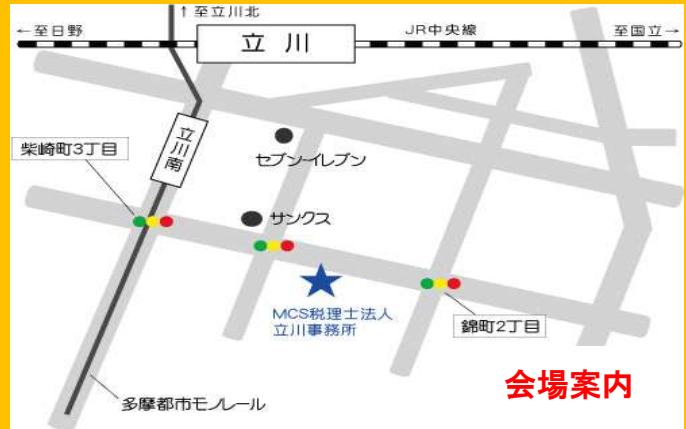 ↑至立川北
←至日野
立川
JR中央線
至国立→
柴崎町3丁目
立川南
セブン-イレブン
サンクス
MCS税理士法人
立川事務所
錦町2丁目
会場案内
多摩都市モノレール